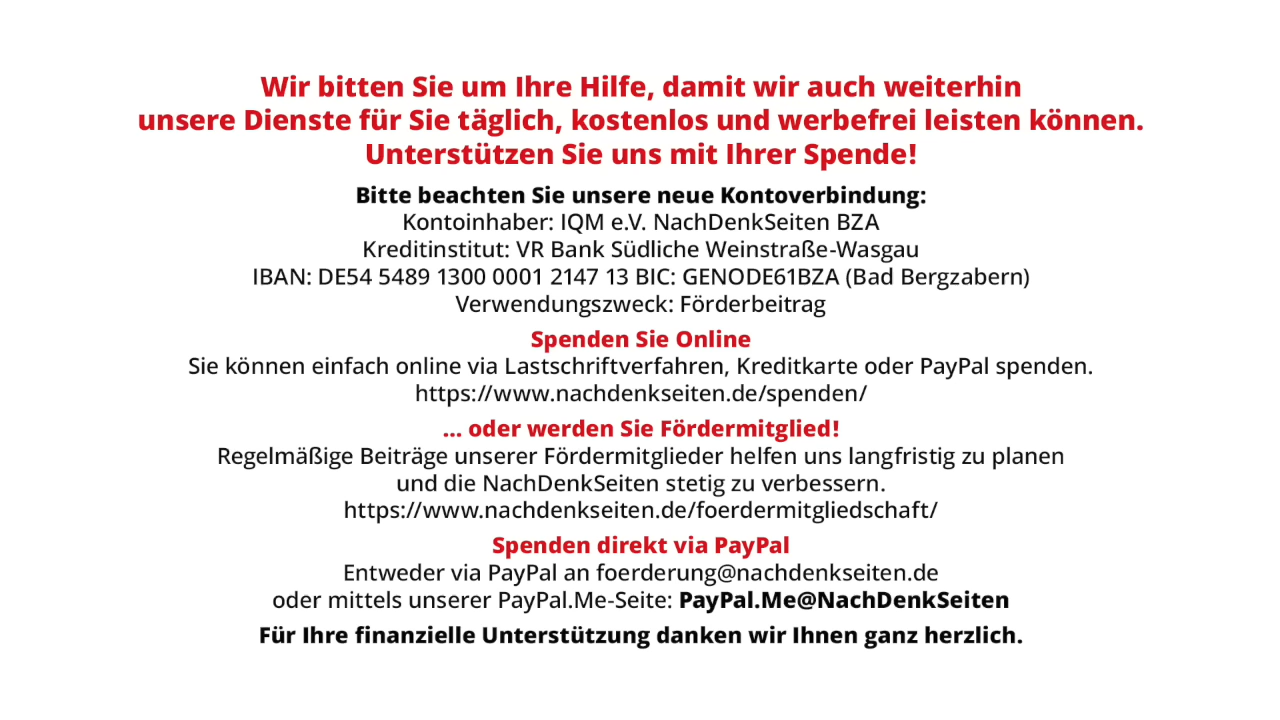 Wir bitten Sie um Ihre Hilfe, damit wir auch weiterhin
unsere Dienste für Sie täglich, kostenlos und werbefrei leisten können.
Unterstützen Sie uns mit Ihrer Spende!
Bitte beachten Sie unsere neue Kontoverbindung:
Kontoinhaber: IQM e.V. NachDenkSeiten BZA
Kreditinstitut: VR Bank Südliche Weinstraße-Wasgau
IBAN: DE54 5489 1300 0001 2147 13 BIC: GENODE61BZA (Bad Bergzabern)
Verwendungszweck: Förderbeitrag
Spenden Sie Online
Sie können einfach online via Lastschriftverfahren, Kreditkarte oder PayPal spenden.
https://www.nachdenkseiten.de/spenden/
... oder werden Sie Fördermitglied!
Regelmäßige Beiträge unserer Fördermitglieder helfen uns langfristig zu planen
und die NachDenkSeiten stetig zu verbessern.
https://www.nachdenkseiten.de/foerdermitgliedschaft/
Spenden direkt via PayPal
Entweder via PayPal an foerderung@nachdenkseiten.de
oder mittels unserer PayPal.Me-Seite: PayPal.Me@NachDenkSeiten
Für Ihre finanzielle Unterstützung danken wir Ihnen ganz herzlich.